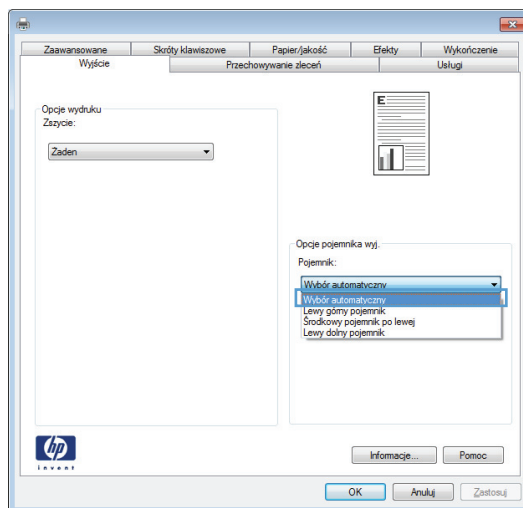 Zaawansowane Skróty klawiszowe Papier/jakość Efekty Wykończenie
Wyjście Przechowywanie zleceń Usługi
Opcje wydruku
Zszycie:
Żaden
E
Opcje pojemnika wyj.
Pojemnik:
Wybór automatyczny
Wybór automatyczny
Lewy górny pojemnik
Środkowy pojemnik po lewej
Lewy dolny pojemnik
hp
invent
Informacje... Pomoc
OK Anuluj Zastosuj